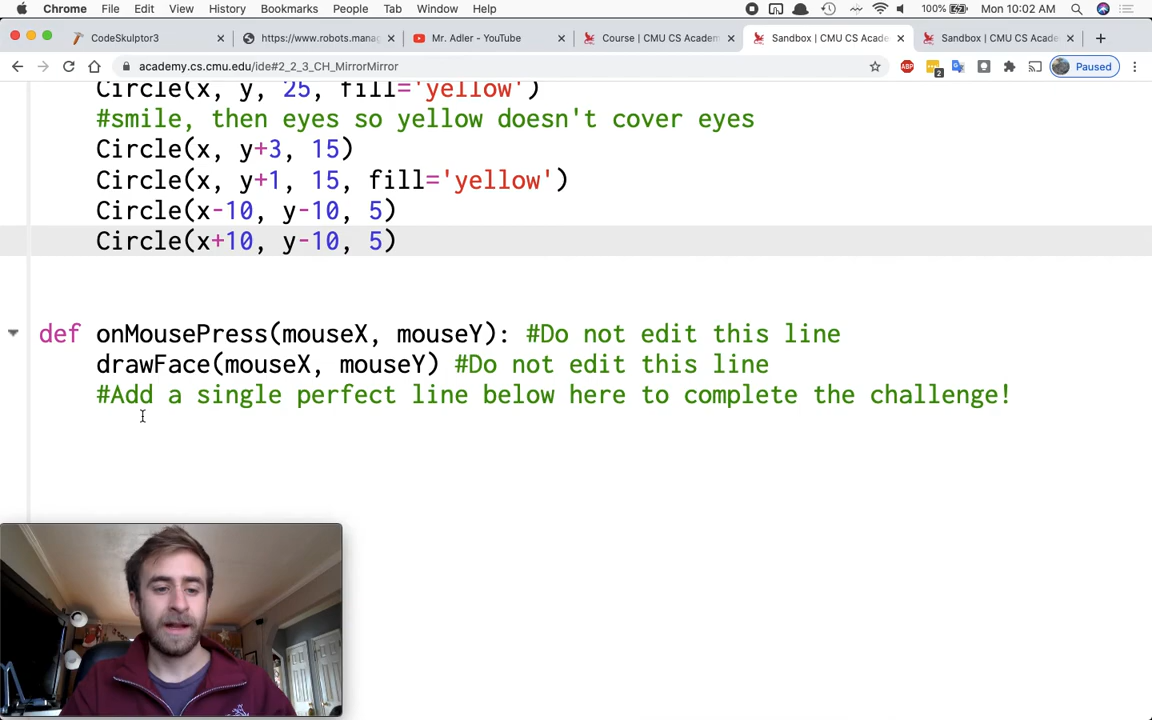 Chrome File Edit View History Bookmarks People Tab Window Help 100% Mon 10:02 AM
CodeSkulptor3 https://www.robots.mana Mr. Adler - YouTube Course | CMU CS Academ Sandbox | CMU CS Acade Sandbox | CMU CS Acade
academy.cs.cmu.edu/ide#2_2_3_CH_MirrorMirror ABP 2 Paused
Circle(x, y, 25, fill='yellow')
#smile, then eyes so yellow doesn't cover eyes
Circle(x, y+3, 15)
Circle(x, y+1, 15, fill='yellow')
Circle(x-10, y-10, 5)
Circle(x+10, y-10, 5)
def onMousePress(mouseX, mouseY): #Do not edit this line
drawFace(mouseX, mouseY) #Do not edit this line
#Add a single perfect line below here to complete the challenge!